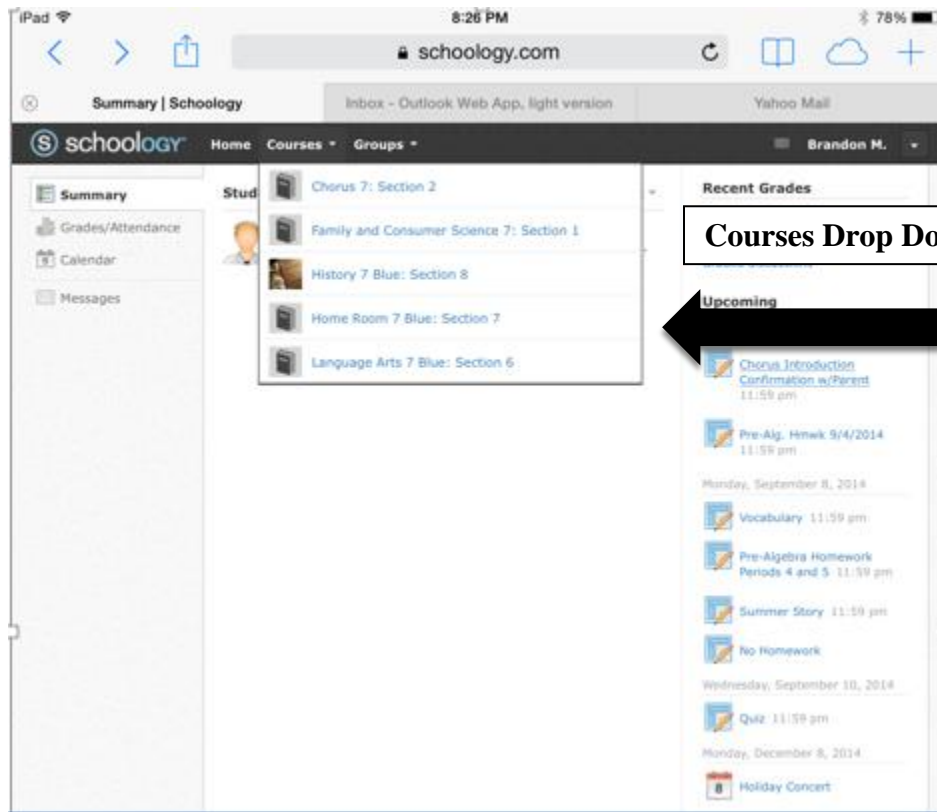 iPad
8:26 PM
78%
schoology.com
Summary | Schoology
Inbox - Outlook Web App, light version
Yahoo Mail
S schoology Home Courses Groups Brandon M.
Summary
Grades/Attendance
Calendar
Messages
Stud
Chorus 7: Section 2
Family and Consumer Science 7: Section 1
History 7 Blue: Section 8
Home Room 7 Blue: Section 7
Language Arts 7 Blue: Section 6
Recent Grades
Courses Drop Do
Upcoming
Chorus Introduction
Confirmation w/Parent
11:59 pm
Pre-Alg. Hmwk 9/4/2014
11:59 pm
Monday, September 8, 2014
Vocabulary 11:59 pm
Pre-Algebra Homework
Periods 4 and 5 11:59 pm
Summer Story 11:59 pm
No Homework
Wednesday, September 10, 2014
Quiz 11:59 pm
Monday, December 8, 2014
8 Holiday Concert